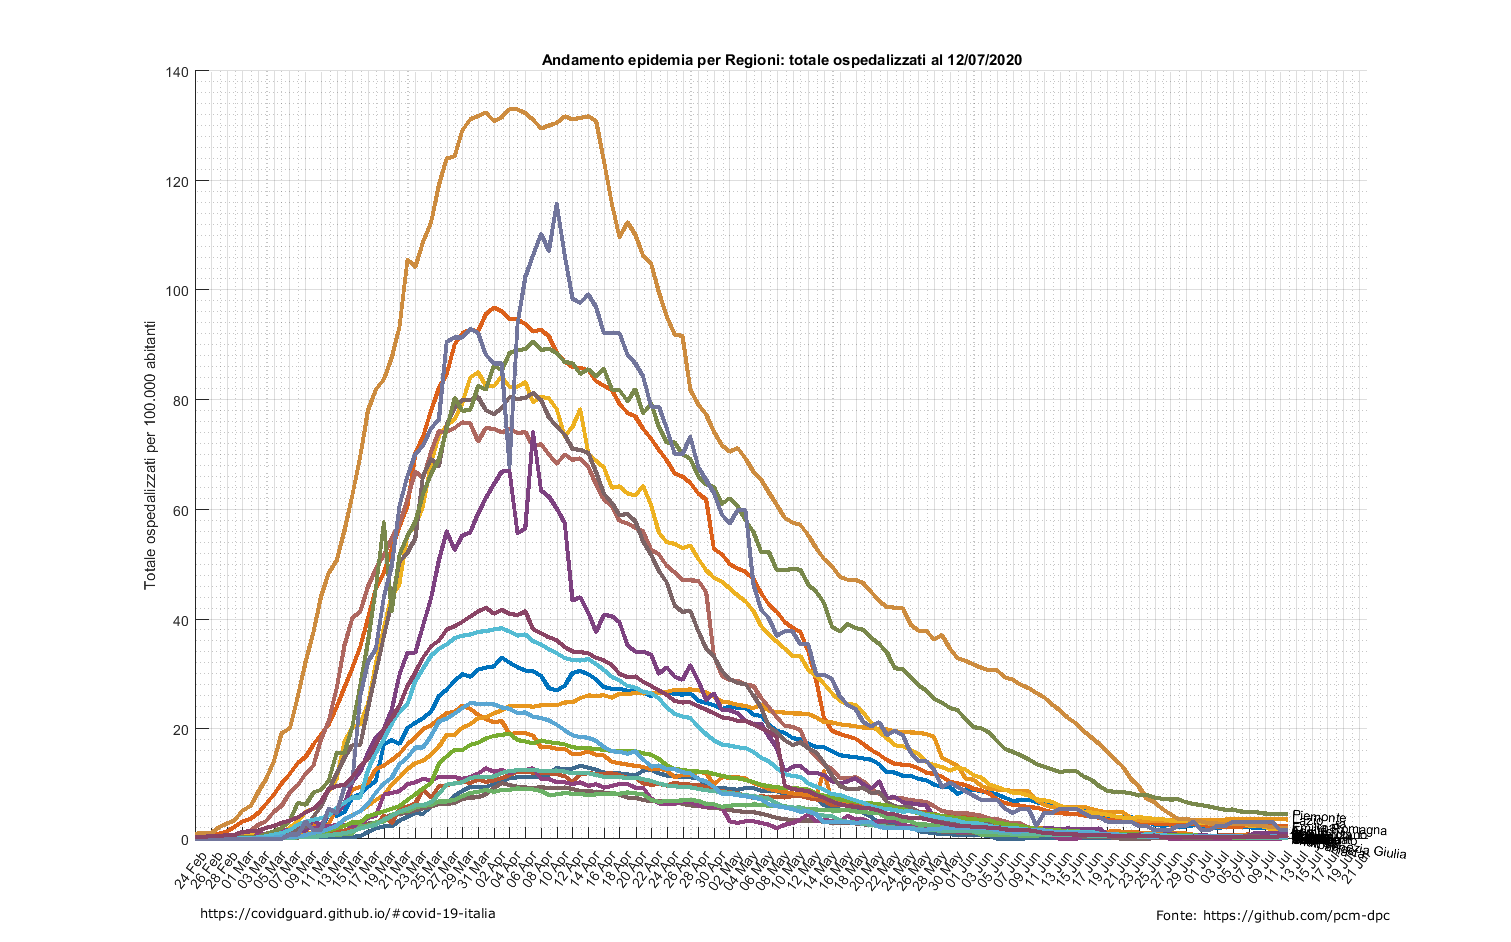 Andamento epidemia per Regioni: totale ospedalizzati al 12/07/2020
Totale ospedalizzati per 100.000 abitanti
140
120
100
80
60
40
20
0
Piemonte
24 Feb
26 Feb
28 Feb
01 Mar
03 Mar
05 Mar
07 Mar
09 Mar
11 Mar
13 Mar
15 Mar
17 Mar
19 Mar
21 Mar
23 Mar
25 Mar
27 Mar
29 Mar
31 Mar
02 Apr
04 Apr
06 Apr
08 Apr
10 Apr
12 Apr
14 Apr
16 Apr
18 Apr
20 Apr
22 Apr
24 Apr
26 Apr
28 Apr
30 Apr
02 May
04 May
06 May
08 May
10 May
12 May
14 May
16 May
18 May
20 May
22 May
24 May
26 May
28 May
30 May
01 Jun
03 Jun
05 Jun
07 Jun
09 Jun
11 Jun
13 Jun
15 Jun
17 Jun
19 Jun
21 Jun
23 Jun
25 Jun
27 Jun
29 Jun
01 Jul
03 Jul
05 Jul
07 Jul
09 Jul
11 Jul
13 Jul
15 Jul
17 Jul
19 Jul
21 Jul
https://covidguard.github.io/#covid-19-italia
Fonte: https://github.com/pcm-dpc